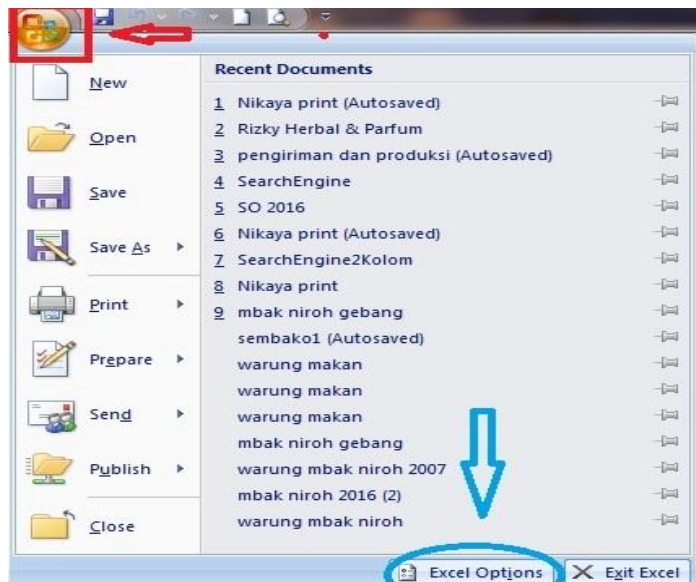 New
Open
Save
Save As
Print
Prepare
Send
Publish
Close
Recent Documents
1 Nikaya print (Autosaved)
2 Rizky Herbal & Parfum
3 pengiriman dan produksi (Autosaved)
4 SearchEngine
5 SO 2016
6 Nikaya print (Autosaved)
7 SearchEngine2Kolom
8 Nikaya print
9 mbak niroh gebang
sembako1 (Autosaved)
warung makan
warung makan
warung makan
mbak niroh gebang
warung mbak niroh 2007
mbak niroh 2016 (2)
warung mbak niroh
Excel Options
Exit Excel